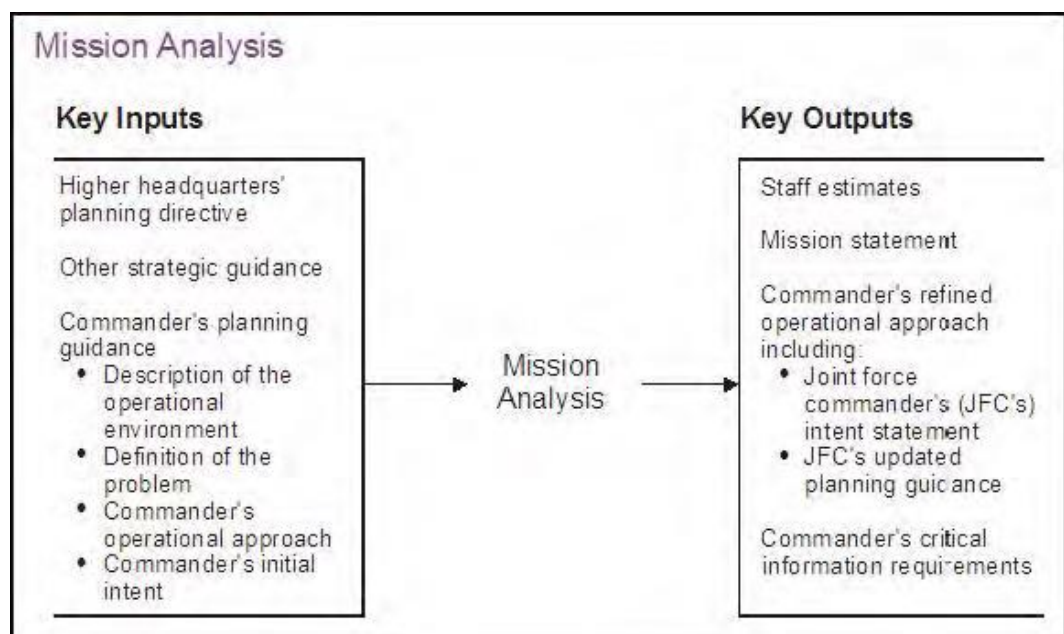 Mission Analysis
Key Inputs
Higher headquarters'
planning directive
Other strategic guidance
Commander's planning
guidance
• Description of the
operational
environment
• Definition of the
problem
• Commander's
operational approach
• Commander's initial
intent
Mission
Analysis
Key Outputs
Staff estimates
Mission statement
Commander's refined
operational approach
including:
• Joint force
commander's (JFC's)
intent statement
• JFC's updated
planning guidance
Commander's critical
information requirements